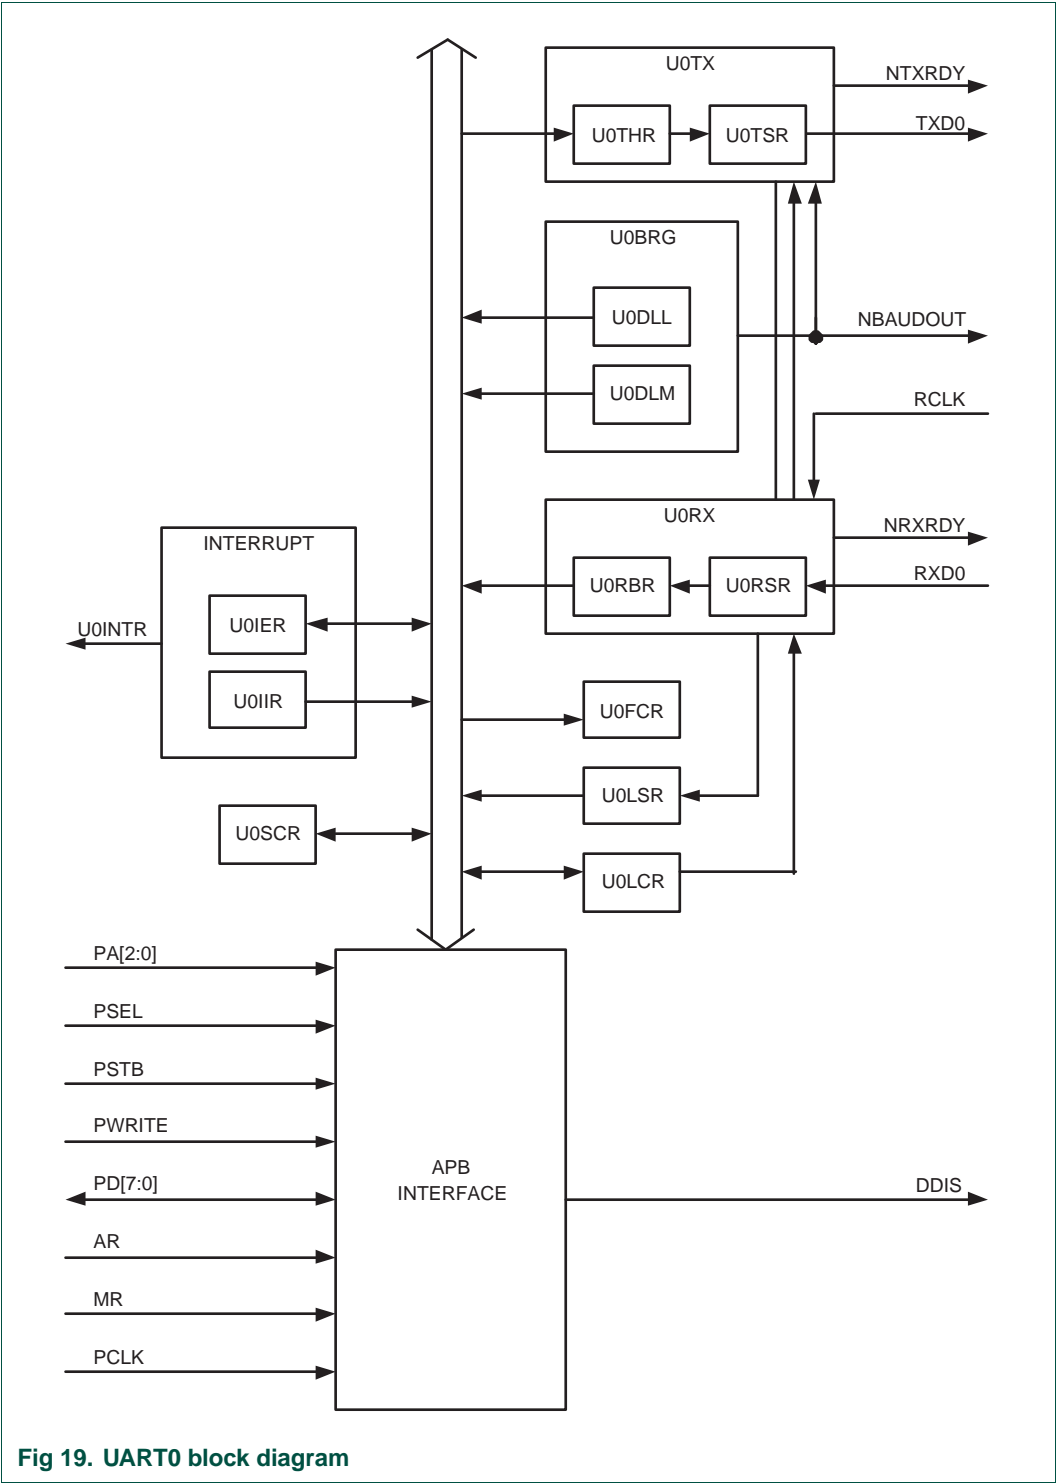 U0TX
NTXRDY
U0THR
U0TSR
TXD0
U0BRG
U0DLL
NBAUDOUT
U0DLM
RCLK
U0RX
NRXRDY
INTERRUPT
U0RBR
U0RSR
RXD0
U0INTR
U0IER
U0IIR
U0FCR
U0LSR
U0SCR
U0LCR
PA[2:0]
PSEL
PSTB
PWRITE
APB
INTERFACE
PD[7:0]
DDIS
AR
MR
PCLK
Fig 19. UART0 block diagram